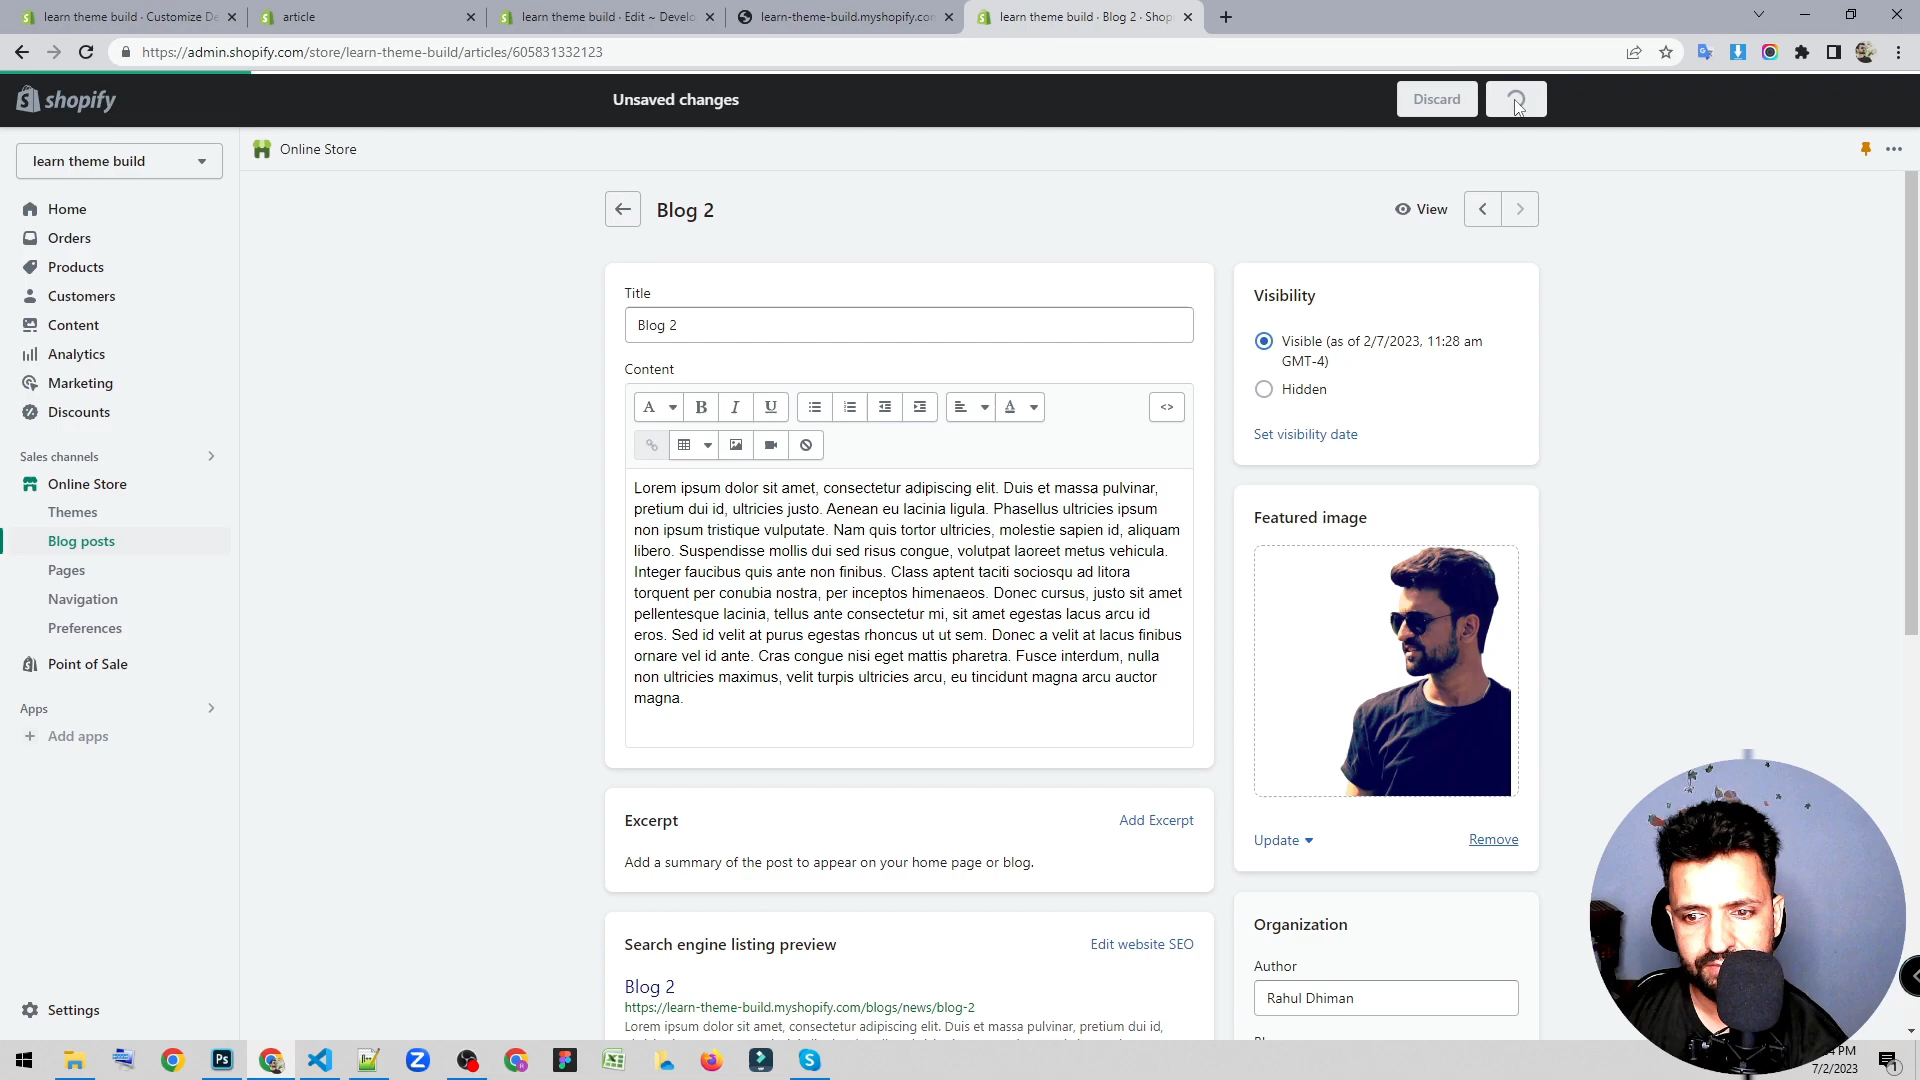 learn theme build · Customize De
article
learn theme build · Edit ~ Develo
learn-theme-build.myshopify.com
learn theme build · Blog 2 · Shop
https://admin.shopify.com/store/learn-theme-build/articles/605831332123
shopify
Unsaved changes
Discard
learn theme build
Online Store
Home
Orders
Products
Customers
Content
Analytics
Marketing
Discounts
Sales channels
Online Store
Themes
Blog posts
Pages
Navigation
Preferences
Point of Sale
Apps
Add apps
Settings
Blog 2
View
Title
Blog 2
Content
Lorem ipsum dolor sit amet, consectetur adipiscing elit. Duis et massa pulvinar,
pretium dui id, ultricies justo. Aenean eu lacinia ligula. Phasellus ultricies ipsum
non ipsum tristique vulputate. Nam quis tortor ultricies, molestie sapien id, aliquam
libero. Suspendisse mollis dui sed risus congue, volutpat laoreet metus vehicula.
Integer faucibus quis ante non finibus. Class aptent taciti sociosqu ad litora
torquent per conubia nostra, per inceptos himenaeos. Donec cursus, justo sit amet
pellentesque lacinia, tellus ante consectetur mi, sit amet egestas lacus arcu id
eros. Sed id velit at purus egestas rhoncus ut ut sem. Donec a velit at lacus finibus
ornare vel id ante. Cras congue nisi eget mattis pharetra. Fusce interdum, nulla
non ultricies maximus, velit turpis ultricies arcu, eu tincidunt magna arcu auctor
magna.
Excerpt
Add Excerpt
Add a summary of the post to appear on your home page or blog.
Search engine listing preview
Edit website SEO
Blog 2
https://learn-theme-build.myshopify.com/blogs/news/blog-2
Lorem ipsum dolor sit amet, consectetur adipiscing elit. Duis et massa pulvinar, pretium dui id,
Visibility
Visible (as of 2/7/2023, 11:28 am
GMT-4)
Hidden
Set visibility date
Featured image
Update
Remove
Organization
Author
Rahul Dhiman
PM
7/2/2023